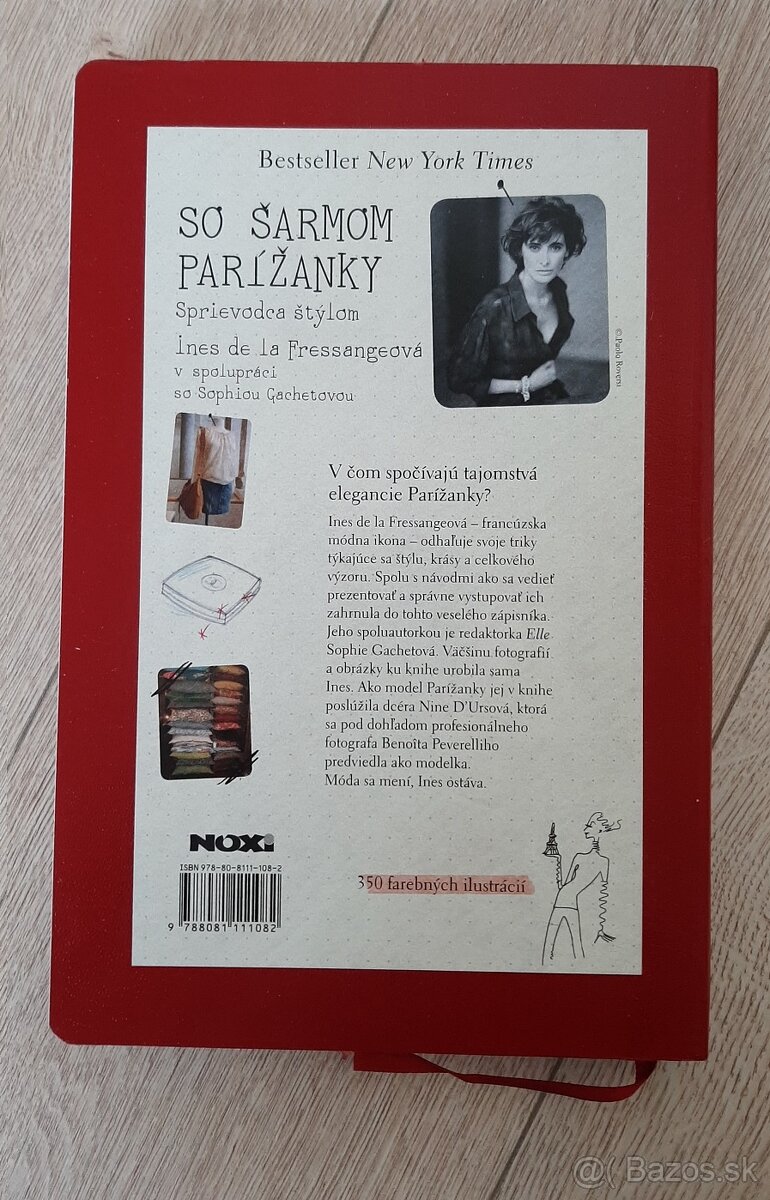 Bestseller New York Times
SO ŠARMOM
PARÍŽANKY
Sprievodca štýlom
Ines de la Fressangeová
v spolupráci
so Sophiou Gachetovou
© Paolo Roversi
V čom spočívajú tajomstvá
elegancie Parížanky?
Ines de la Fressangeová – francúzska
módna ikona – odhaľuje svoje triky
týkajúce sa štýlu, krásy a celkového
výzoru. Spolu s návodmi ako sa vedieť
prezentovať a správne vystupovať ich
zahrnula do tohto veselého zápisníka.
Jeho spoluautorkou je redaktorka Elle
Sophie Gachetová. Väčšinu fotografií
a obrázky ku knihe urobila sama
Ines. Ako model Parížanky jej v knihe
poslúžila dcéra Nine D'Ursová, ktorá
sa pod dohľadom profesionálneho
fotografa Benoîta Peverelliho
predviedla ako modelka.
Móda sa mení, Ines ostáva.
NOXi
ISBN 978-80-8111-108-2
9 788081 111082
350 farebných ilustrácií
@( Bazos.sk